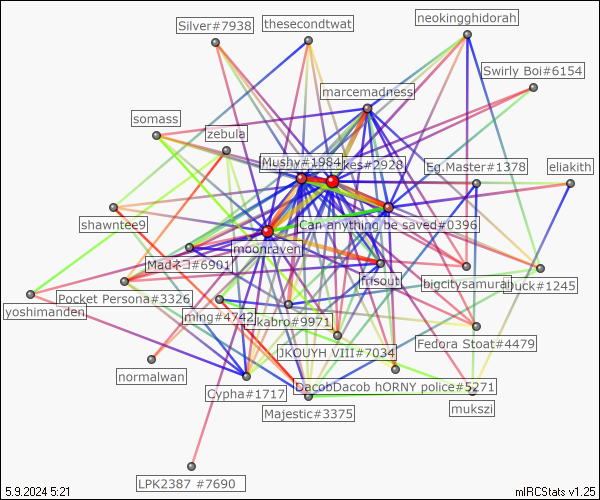 neokingghidorah
Silver#7938
thesecondtwat
Swirly Boi#6154
marcemadness
somass
zebula
Mushy#1984
kes#2928
Eg.Master#1378
eliakith
shawntee9
Can anything be saved#0396
moonraven
Madネコ#6901
frisout
bigcitysamurai
Duck#1245
Pocket Persona#3326
yoshimanden
ming#4742
kabro#9971
Fedora Stoat#4479
JKOUYH VIII#7034
normalwan
Cypha#1717
DacobDacob hORNY police#5271
Majestic#3375
mukszi
LPK2387 #7690
5.9.2024 5:21
mIRCStats v1.25